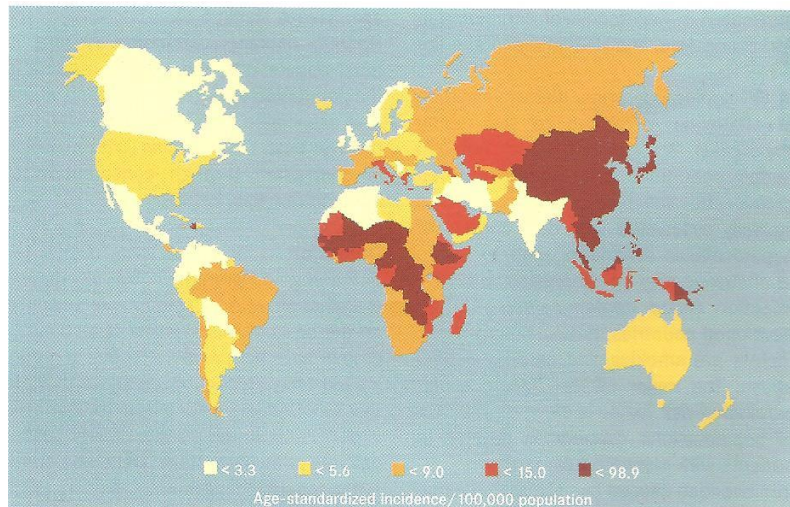 < 3.3 < 5.6 < 9.0 < 15.0 < 98.9
Age-standardized incidence/100,000 population